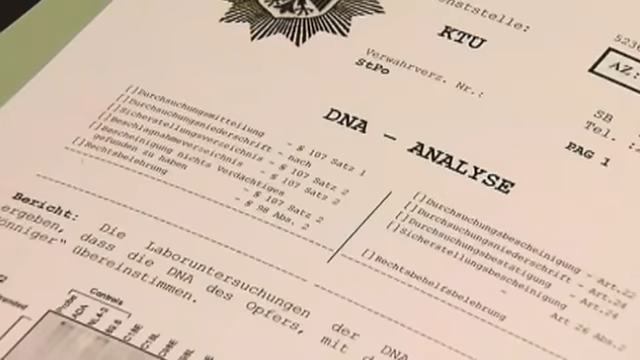 enststelle:
KTU
5230
Verwahrverz. Nr.:
StPo
AZ:
SB
Tel. :
PAG 1
DNA - ANALYSE
[]Durchsuchungsmitteilung - § 107 Satz 1
[]Durchsuchungsniederschrift - nach
[]Sicherstellungsverzeichnis - § 107 Satz 2
[]Beschlagnahmeverzeichnis - § 107 Satz 2
[]Bescheinigung nichts Verdächtiges
gefunden zu haben - § 107 Satz 2
[]Rechtsbelehrung - § 98 Abs. 2
[]Durchsuchungsbescheinigung - Art.22
[]Durchsuchungsniederschrift - Art.24
[]Durchsuchungsbestätigung - Art.24
[]Sicherstellungsbescheinigung -
[]Rechtsbehelfsbelehrung Art 26 Abs.2
Bericht: Die Laboruntersuchungen der DNA
ergeben, dass die DNA des Opfers, mit d
önniger" übereinstimmen.
Controls